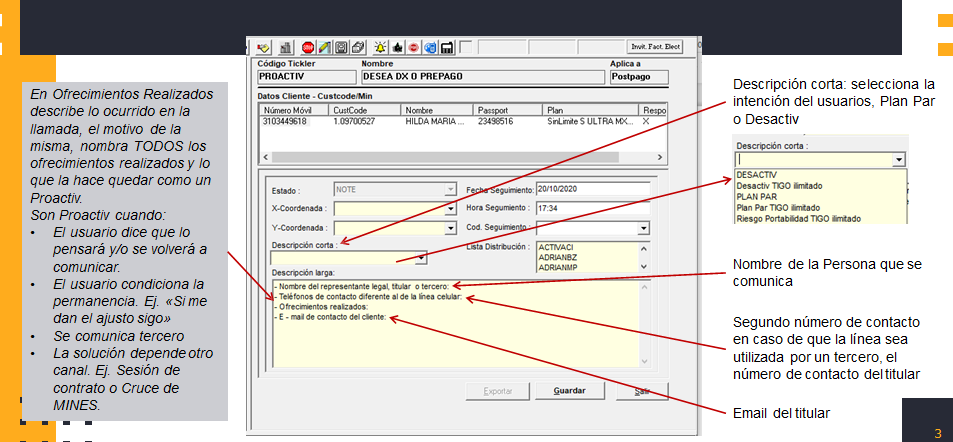 En Ofrecimientos Realizados
describe lo ocurrido en la
llamada, el motivo de la
misma, nombra TODOS los
ofrecimientos realizados y lo
que la hace quedar como un
Proactiv.
Son Proactiv cuando:
• El usuario dice que lo
pensará y/o se volverá a
comunicar.
• El usuario condiciona la
permanencia. Ej. «Si me
dan el ajusto sigo»
• Se comunica tercero
• La solución depende otro
canal. Ej. Sesión de
contrato o Cruce de
MINES.
Invit. Fact. Elect
Código Tickler Nombre Aplica a
PROACTIV DESEA DX O PREPAGO Postpago
Datos Cliente - Custcode/Min
Número Móvil CustCode Nombre Passport Plan Respo
3103449618 1.09700527 HILDA MARIA ... 23498516 SinLimite S ULTRA MX... X
Estado : NOTE Fecha Seguimiento: 20/10/2020
X-Coordenada : Hora Segumiento : 17:34
Y-Coordenada : Cod. Seguimiento :
Descripción corta : Lista Distribución : ACTIVACI
ADRIANBZ
ADRIANMP
Descripción larga:
- Nombre del representante legal, titular o tercero:
- Teléfonos de contacto diferente al de la línea celular:
- Ofrecimientos realizados:
- E - mail de contacto del cliente:
Exportar Guardar Salir
Descripción corta: selecciona la
intención del usuarios, Plan Par
o Desactiv
Descripción corta :
DESACTIV
Desactiv TIGO ilimitado
PLAN PAR
Plan Par TIGO ilimitado
Riesgo Portabilidad TIGO ilimitado
Nombre de la Persona que se
comunica
Segundo número de contacto
en caso de que la línea sea
utilizada por un tercero, el
número de contacto del titular
Email del titular
3